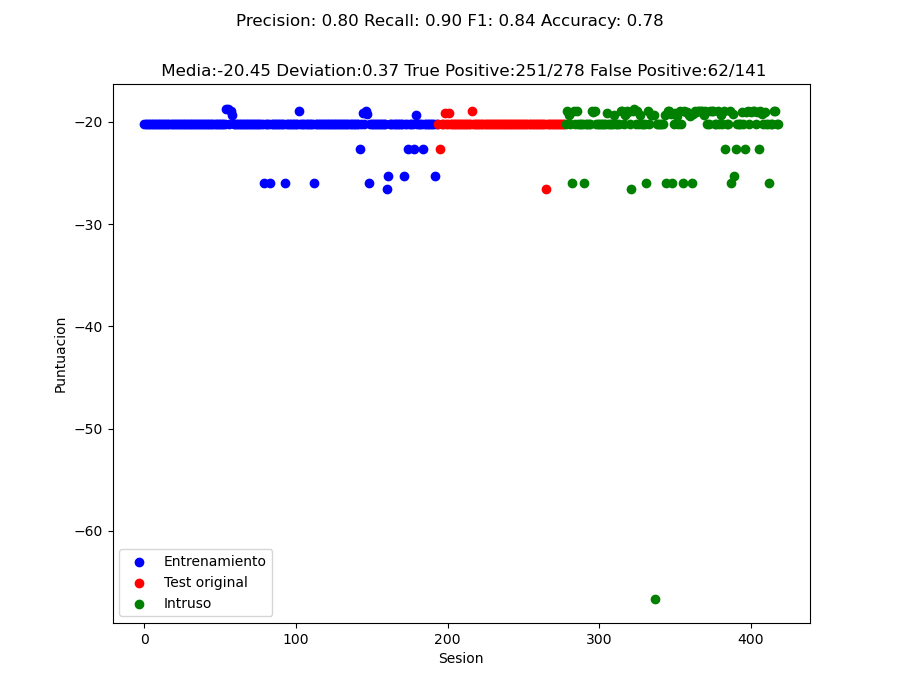 Precision: 0.80 Recall: 0.90 F1: 0.84 Accuracy: 0.78
Media:-20.45 Deviation:0.37 True Positive:251/278 False Positive:62/141
−20
−30
−40
−50
−60
Puntuacion
Entrenamiento
Test original
Intruso
0 100 200 300 400
Sesion